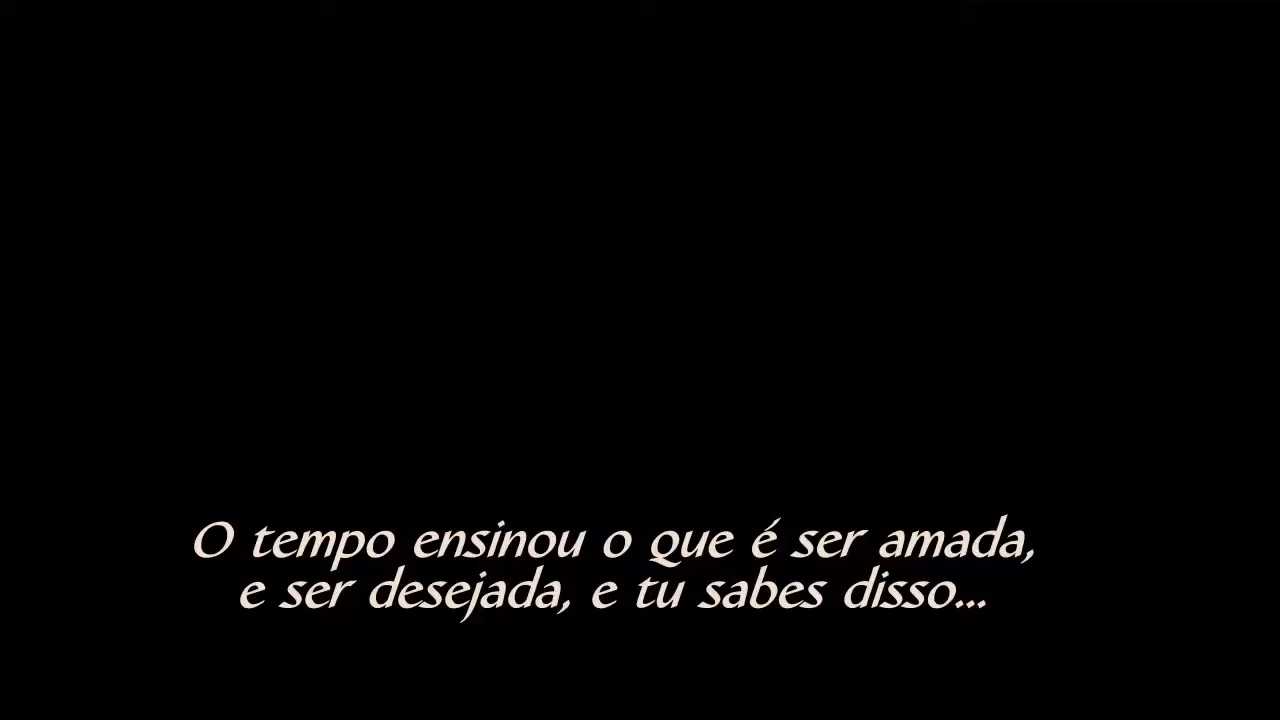 O tempo ensinou o que é ser amada,
e ser desejada, e tu sabes disso...